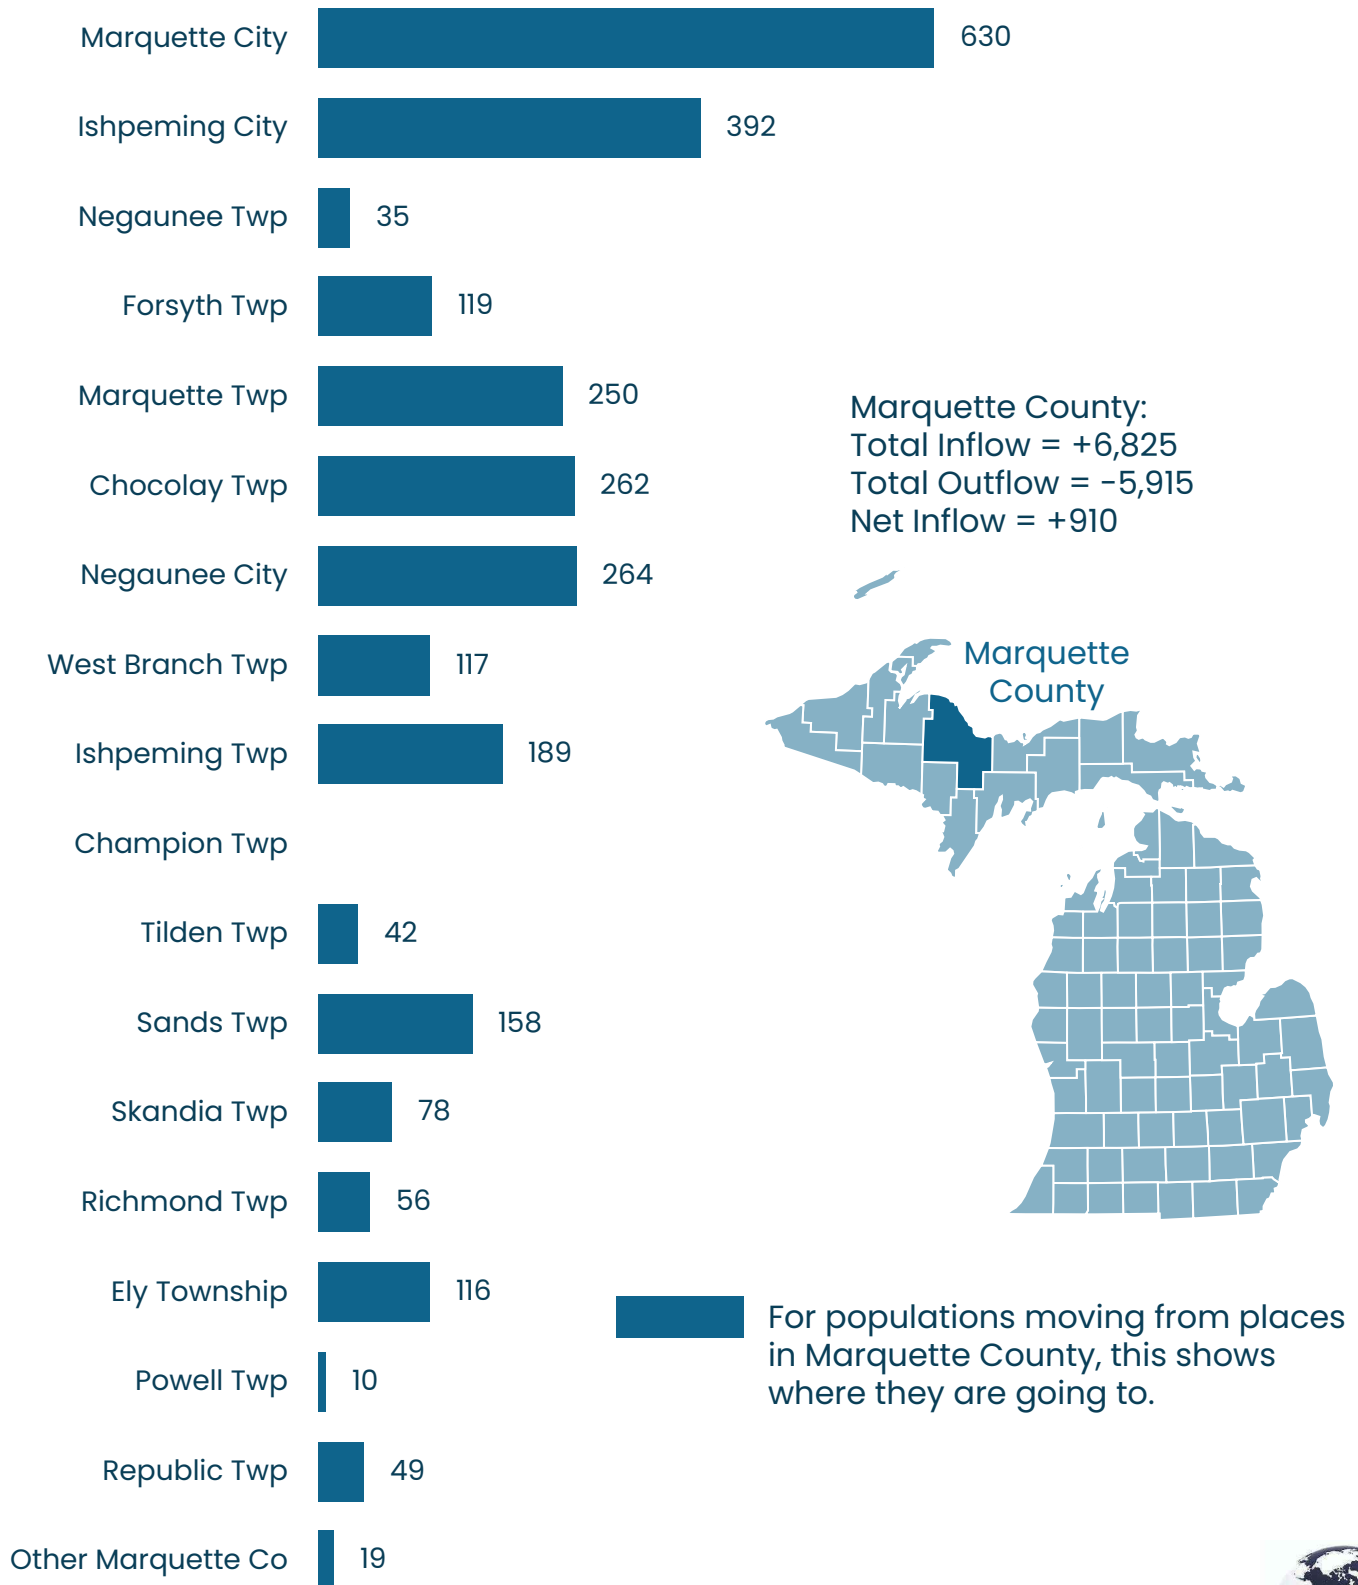 Marquette City 630
Ishpeming City 392
Negaunee Twp 35
Forsyth Twp 119
Marquette Twp 250
Chocolay Twp 262
Negaunee City 264
West Branch Twp 117
Ishpeming Twp 189
Champion Twp
Tilden Twp 42
Sands Twp 158
Skandia Twp 78
Richmond Twp 56
Ely Township 116
Powell Twp 10
Republic Twp 49
Other Marquette Co 19
Marquette County:
Total Inflow = +6,825
Total Outflow = -5,915
Net Inflow = +910
Marquette
County
For populations moving from places
in Marquette County, this shows
where they are going to.